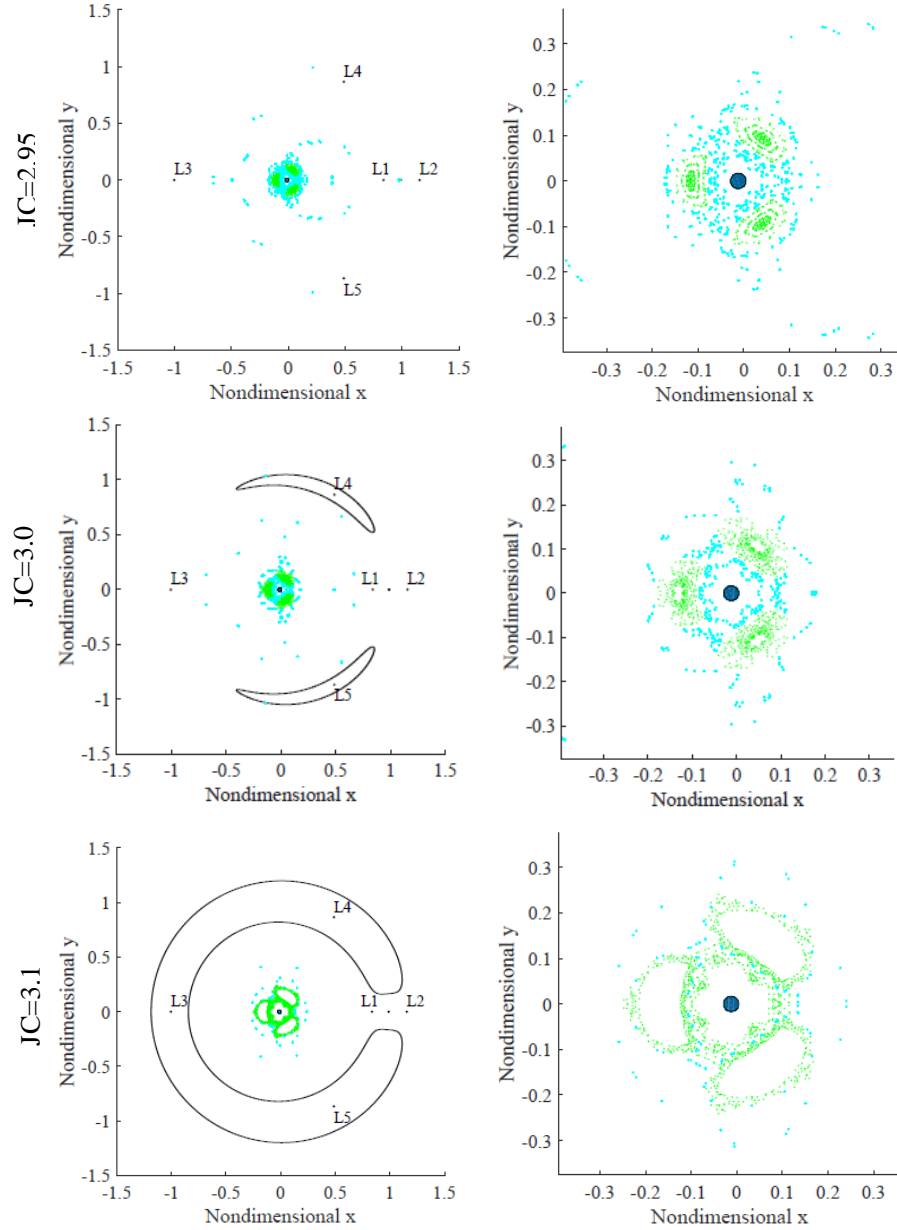 JC=2.95
1.5
1
0.5
0
-0.5
-1
-1.5
Nondimensional y
L4
L3
L1
L2
L5
-1.5 -1 -0.5 0 0.5 1 1.5
Nondimensional x
0.3
0.2
0.1
0
-0.1
-0.2
-0.3
Nondimensional y
-0.3 -0.2 -0.1 0 0.1 0.2 0.3
Nondimensional x
JC=3.0
1.5
1
0.5
0
-0.5
-1
-1.5
Nondimensional y
L4
L3
L1
L2
L5
-1.5 -1 -0.5 0 0.5 1 1.5
Nondimensional x
0.3
0.2
0.1
0
-0.1
-0.2
-0.3
Nondimensional y
-0.3 -0.2 -0.1 0 0.1 0.2 0.3
Nondimensional x
JC=3.1
1.5
1
0.5
0
-0.5
-1
-1.5
Nondimensional y
L4
L3
L1
L2
L5
-1.5 -1 -0.5 0 0.5 1 1.5
Nondimensional x
0.3
0.2
0.1
0
-0.1
-0.2
-0.3
Nondimensional y
-0.3 -0.2 -0.1 0 0.1 0.2 0.3
Nondimensional x